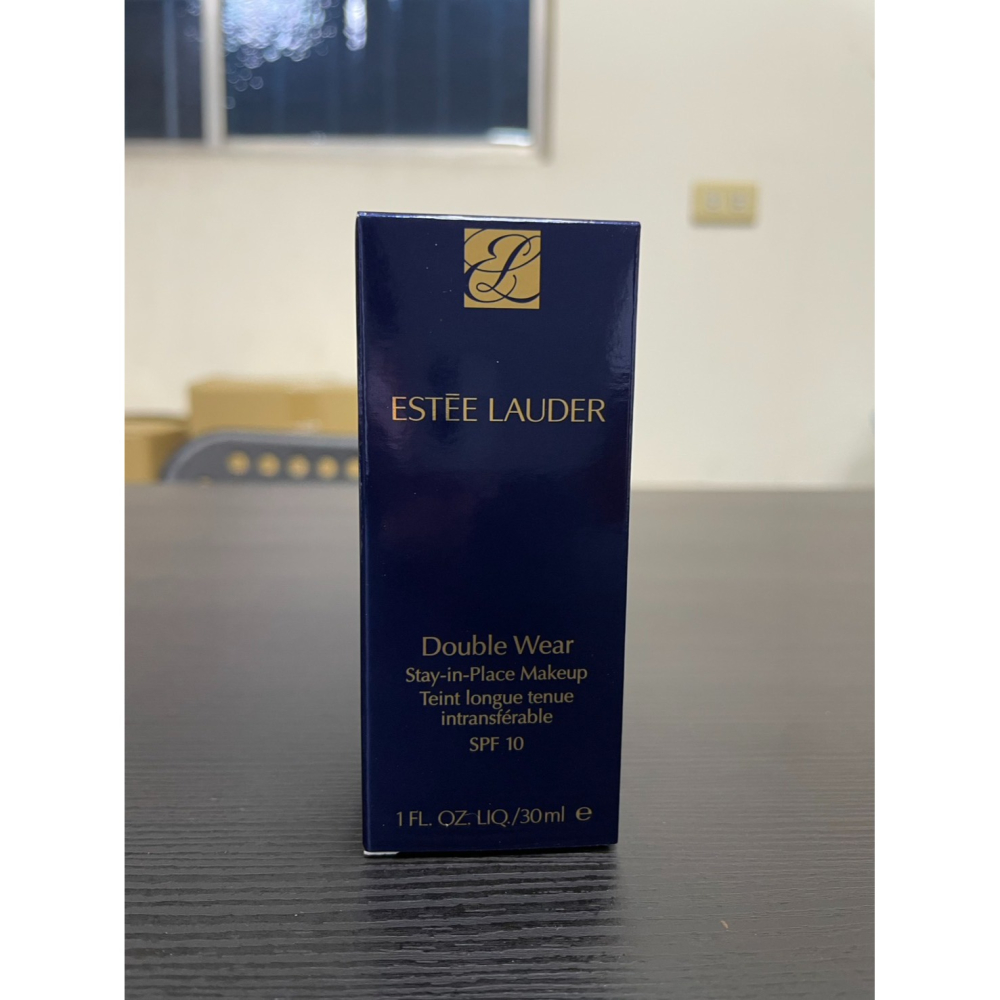 EL
ESTĒE LAUDER
Double Wear
Stay-in-Place Makeup
Teint longue tenue
intransférable
SPF 10
1 FL. OZ. LIQ./30ml ℮